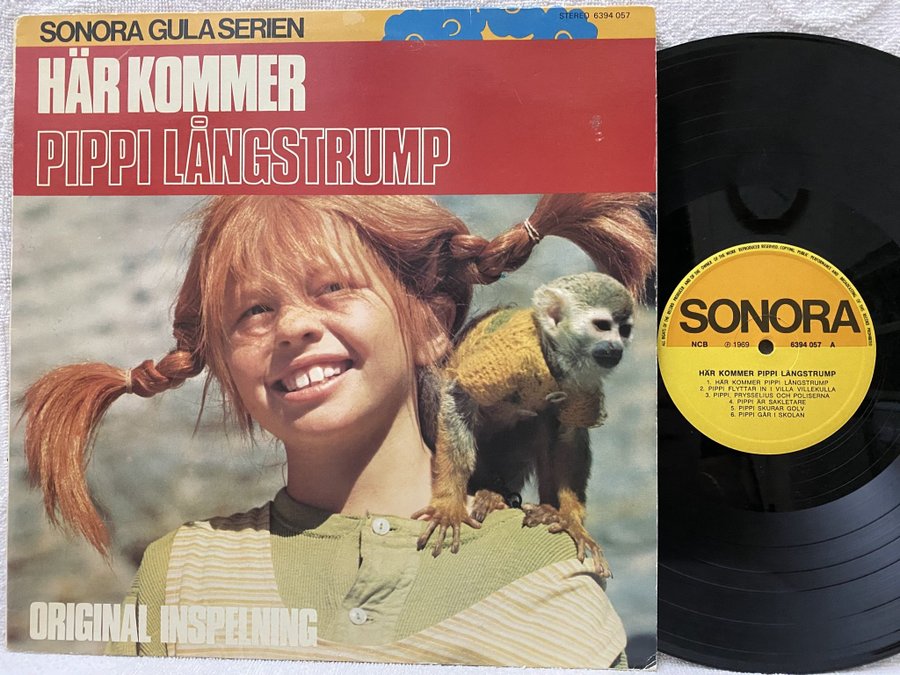 STEREO 6394 057
SONORA GULA SERIEN
HÄR KOMMER
PIPPI LÅNGSTRUMP
ORIGINAL INSPELNING
SONORA
NCB ℗ 1969 6394 057 A
HÄR KOMMER PIPPI LÅNGSTRUMP
1. HÄR KOMMER PIPPI LÅNGSTRUMP
2. PIPPI FLYTTAR IN I VILLA VILLEKULLA
3. PIPPI, PRYSSELIUS OCH POLISERNA
4. PIPPI ÄR SAKLETARE
5. PIPPI SKURAR GOLV
6. PIPPI GÅR I SKOLAN